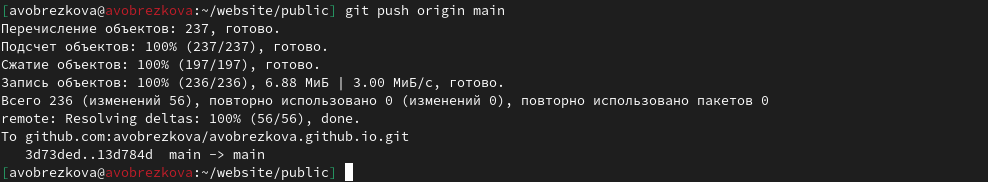 [avobrezkova@avobrezkova:~/website/public] git push origin main
Перечисление объектов: 237, готово.
Подсчет объектов: 100% (237/237), готово.
Сжатие объектов: 100% (197/197), готово.
Запись объектов: 100% (236/236), 6.88 МиБ | 3.00 МиБ/с, готово.
Всего 236 (изменений 56), повторно использовано 0 (изменений 0), повторно использовано пакетов 0
remote: Resolving deltas: 100% (56/56), done.
To github.com:avobrezkova/avobrezkova.github.io.git
   3d73ded..13d784d  main -> main
[avobrezkova@avobrezkova:~/website/public]